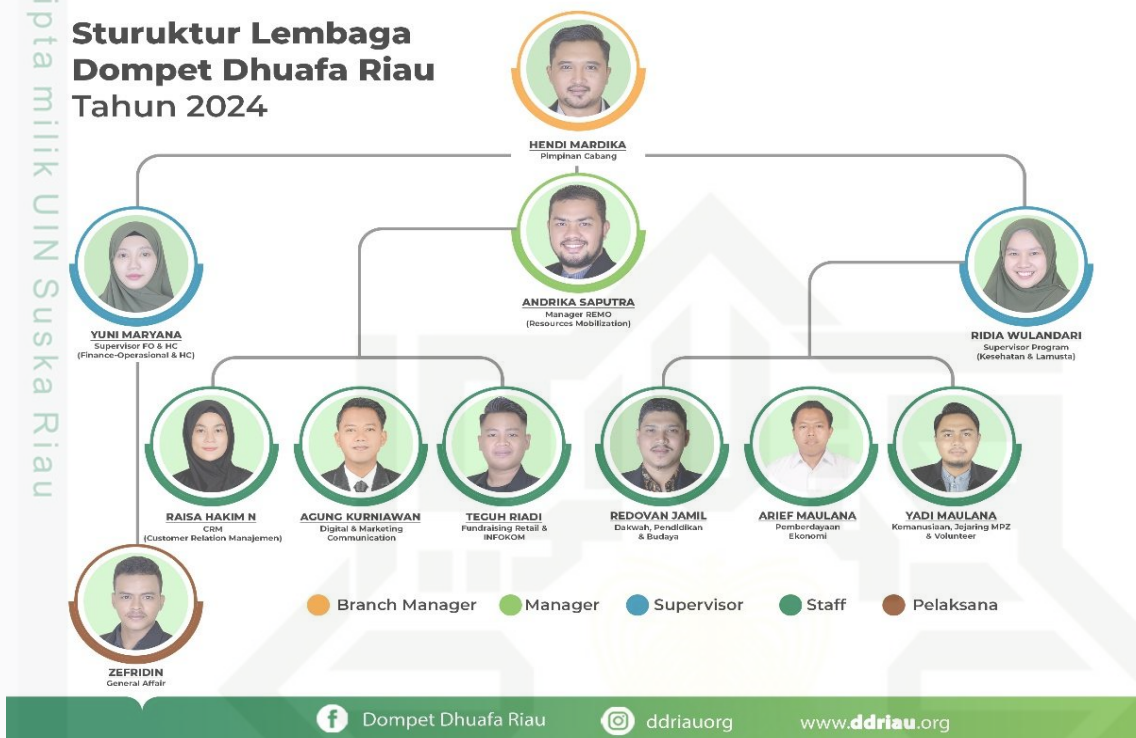 Sturuktur Lembaga
Dompet Dhuafa Riau
Tahun 2024
HENDI MARDIKA
Pimpinan Cabang
YUNI MARYANA
Supervisor FO & HC
(Finance-Operasional & HC)
ANDRIKA SAPUTRA
Manager REMO
(Resources Mobilization)
RIDIA WULANDARI
Supervisor Program
(Kesehatan & Lamusta)
RAISA HAKIM N
CRM
(Customer Relation Manajemen)
AGUNG KURNIAWAN
Digital & Marketing
Communication
TEGUH RIADI
Fundraising Retail &
INFOKOM
REDOVAN JAMIL
Dakwah, Pendidikan
& Budaya
ARIEF MAULANA
Pemberdayaan
Ekonomi
YADI MAULANA
Kemanusiaan, Jejaring MPZ
& Volunteer
ZEFRIDIN
General Affair
Branch Manager
Manager
Supervisor
Staff
Pelaksana
Dompet Dhuafa Riau
ddriauorg
www.ddriau.org
milik UIN Suska Riau